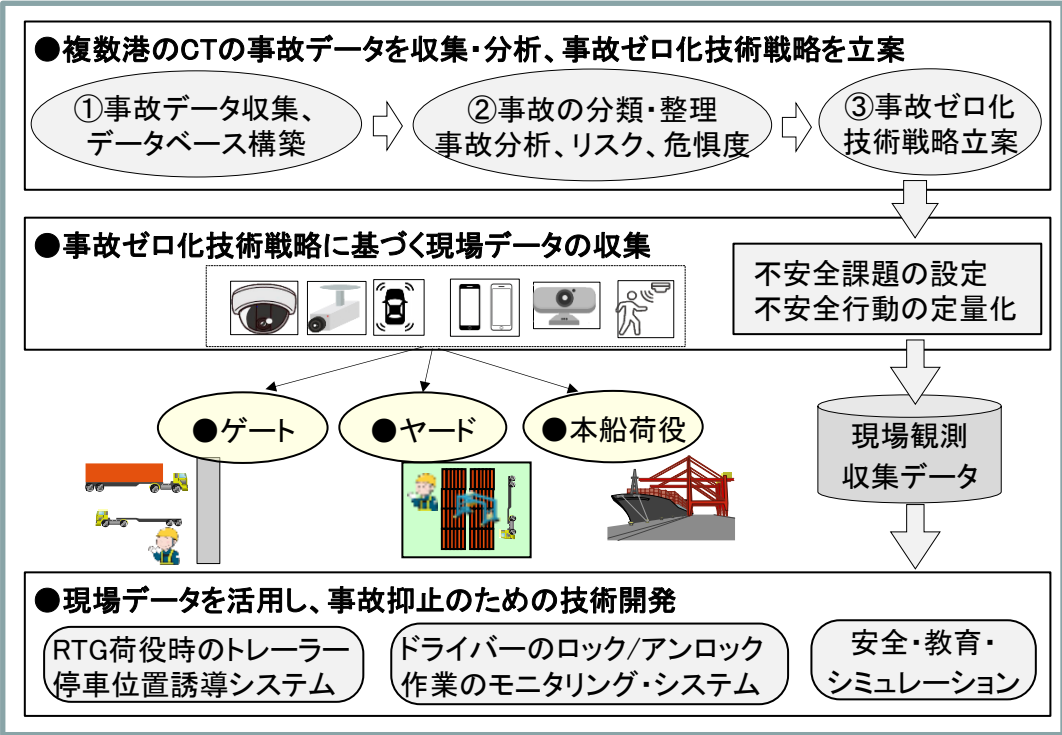 ●複数港のCTの事故データを収集・分析、事故ゼロ化技術戦略を立案
①事故データ収集、
データベース構築
②事故の分類・整理
事故分析、リスク、危惧度
③事故ゼロ化
技術戦略立案
●事故ゼロ化技術戦略に基づく現場データの収集
不安全課題の設定
不安全行動の定量化
●ゲート
●ヤード
●本船荷役
現場観測
収集データ
●現場データを活用し、事故抑止のための技術開発
RTG荷役時のトレーラー
停車位置誘導システム
ドライバーのロック/アンロック
作業のモニタリング・システム
安全・教育・
シミュレーション